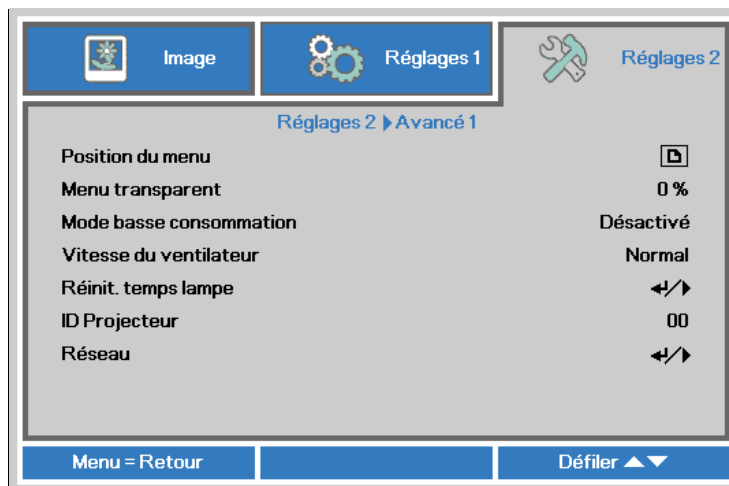 Image
Réglages 1
Réglages 2
Réglages 2 ▶ Avancé 1
Position du menu
Menu transparent 0 %
Mode basse consommation Désactivé
Vitesse du ventilateur Normal
Réinit. temps lampe ↵/▶
ID Projecteur 00
Réseau ↵/▶
Menu = Retour
Défiler ▲▼